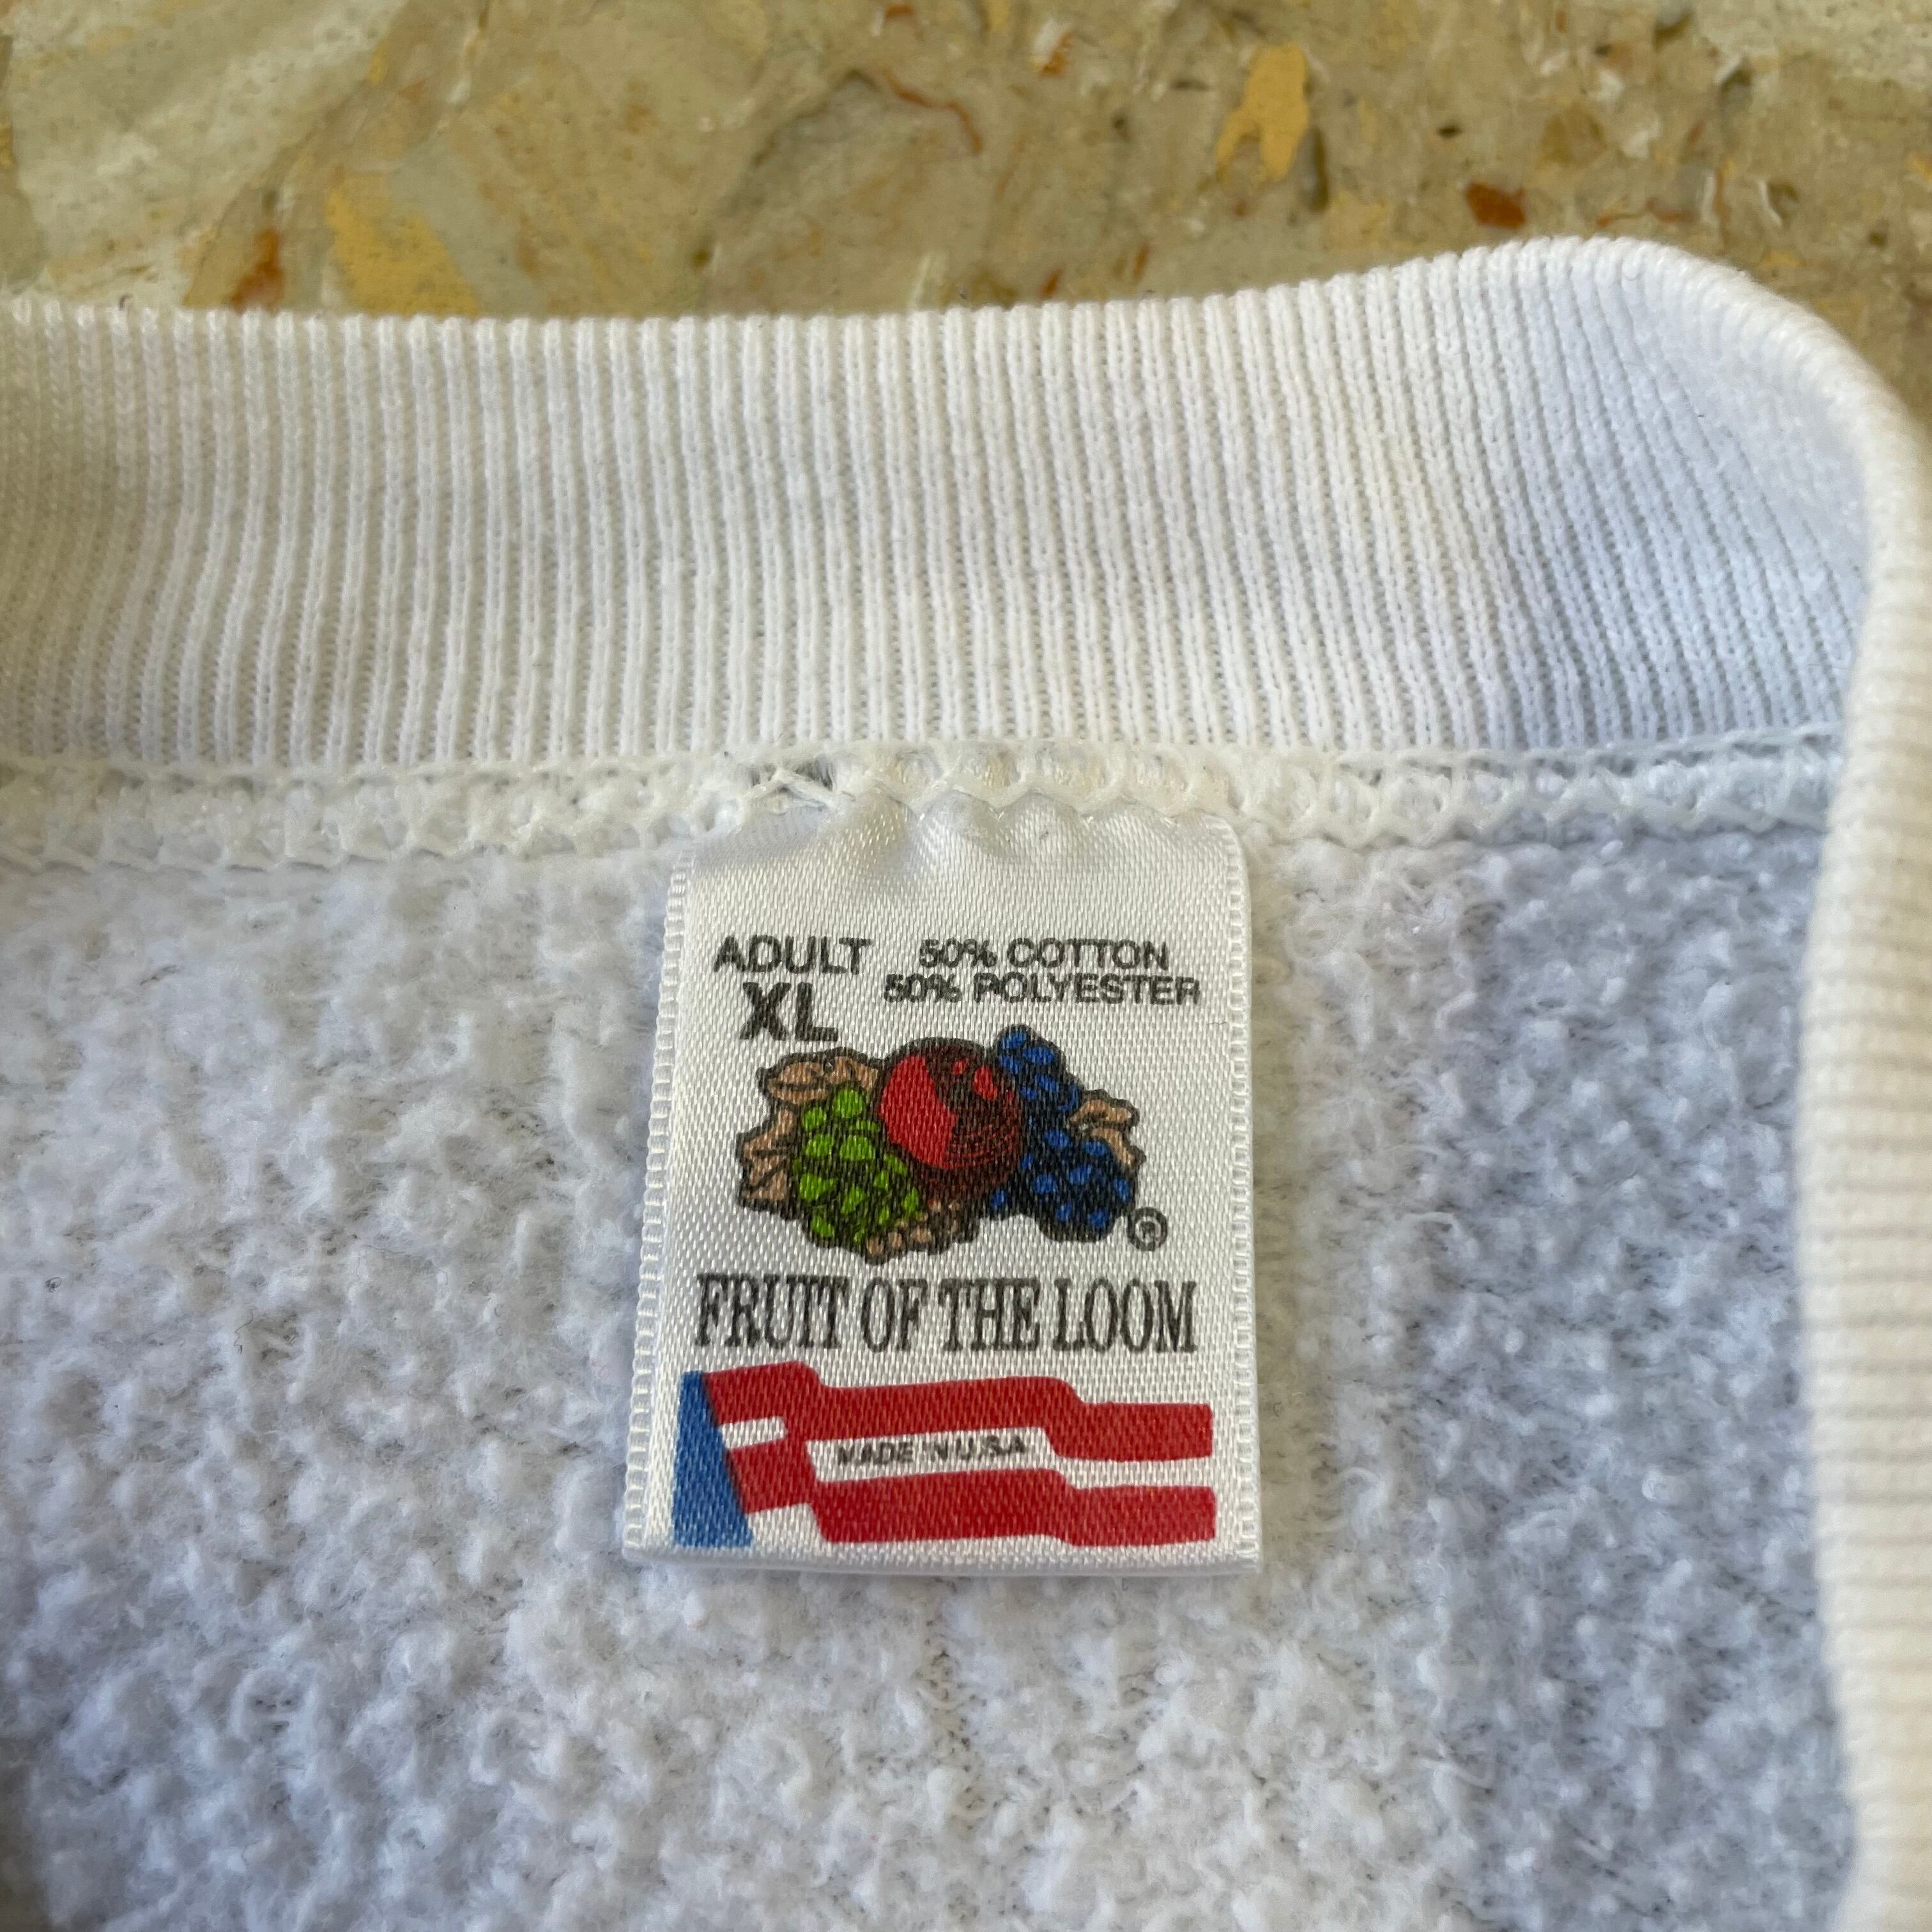 ADULT
XL
50% COTTON
50% POLYESTER
®
FRUIT OF THE LOOM
MADE IN U.S.A.